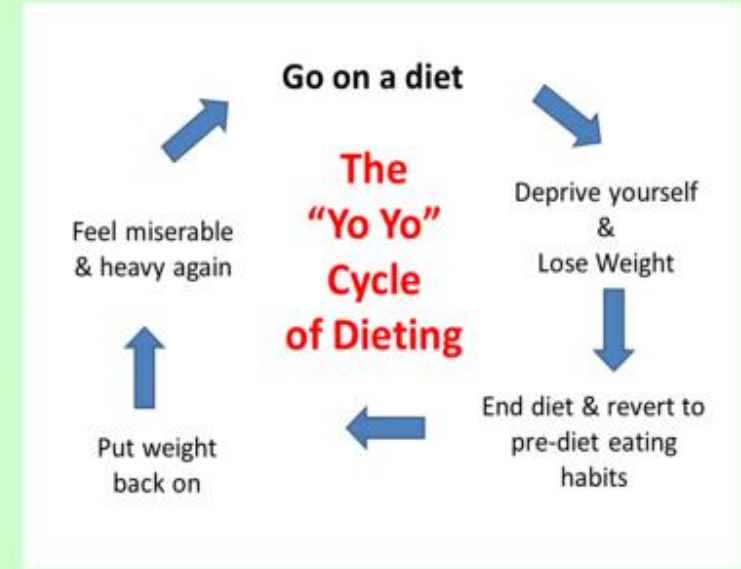 Go on a diet
The
“Yo Yo”
Cycle
of Dieting
Deprive yourself
&
Lose Weight
End diet & revert to
pre-diet eating
habits
Put weight
back on
Feel miserable
& heavy again